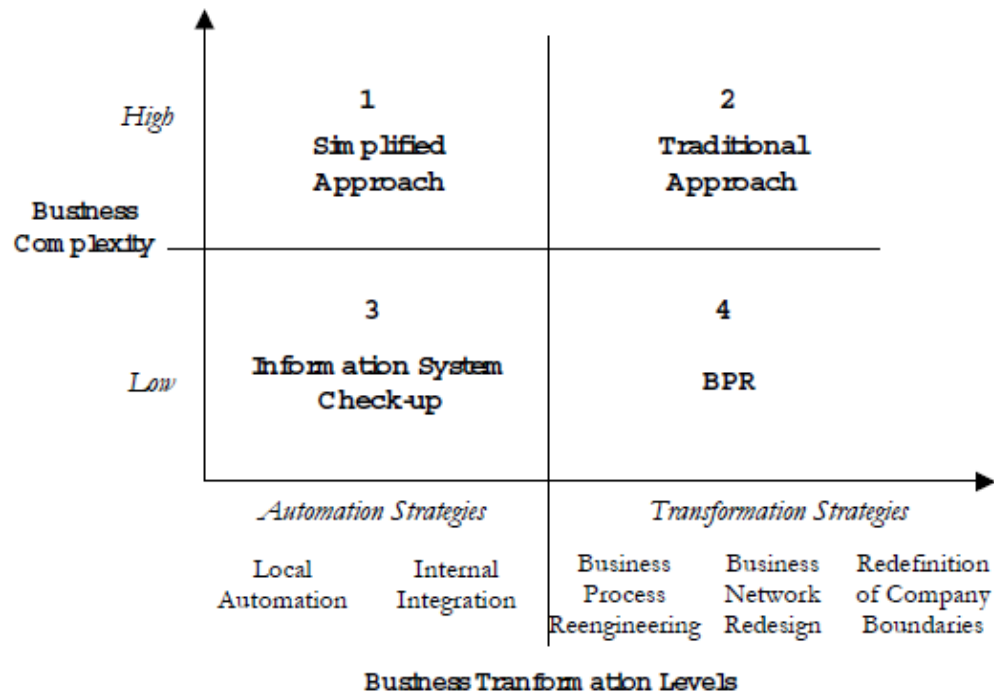 1
2
High
Simplified
Approach
Traditional
Approach
Business
Complexity
3
4
Low
Information System
Check-up
BPR
Automation Strategies
Transformation Strategies
Local
Automation
Internal
Integration
Business
Process
Reengineering
Business
Network
Redesign
Redefinition
of Company
Boundaries
Business Tranformation Levels